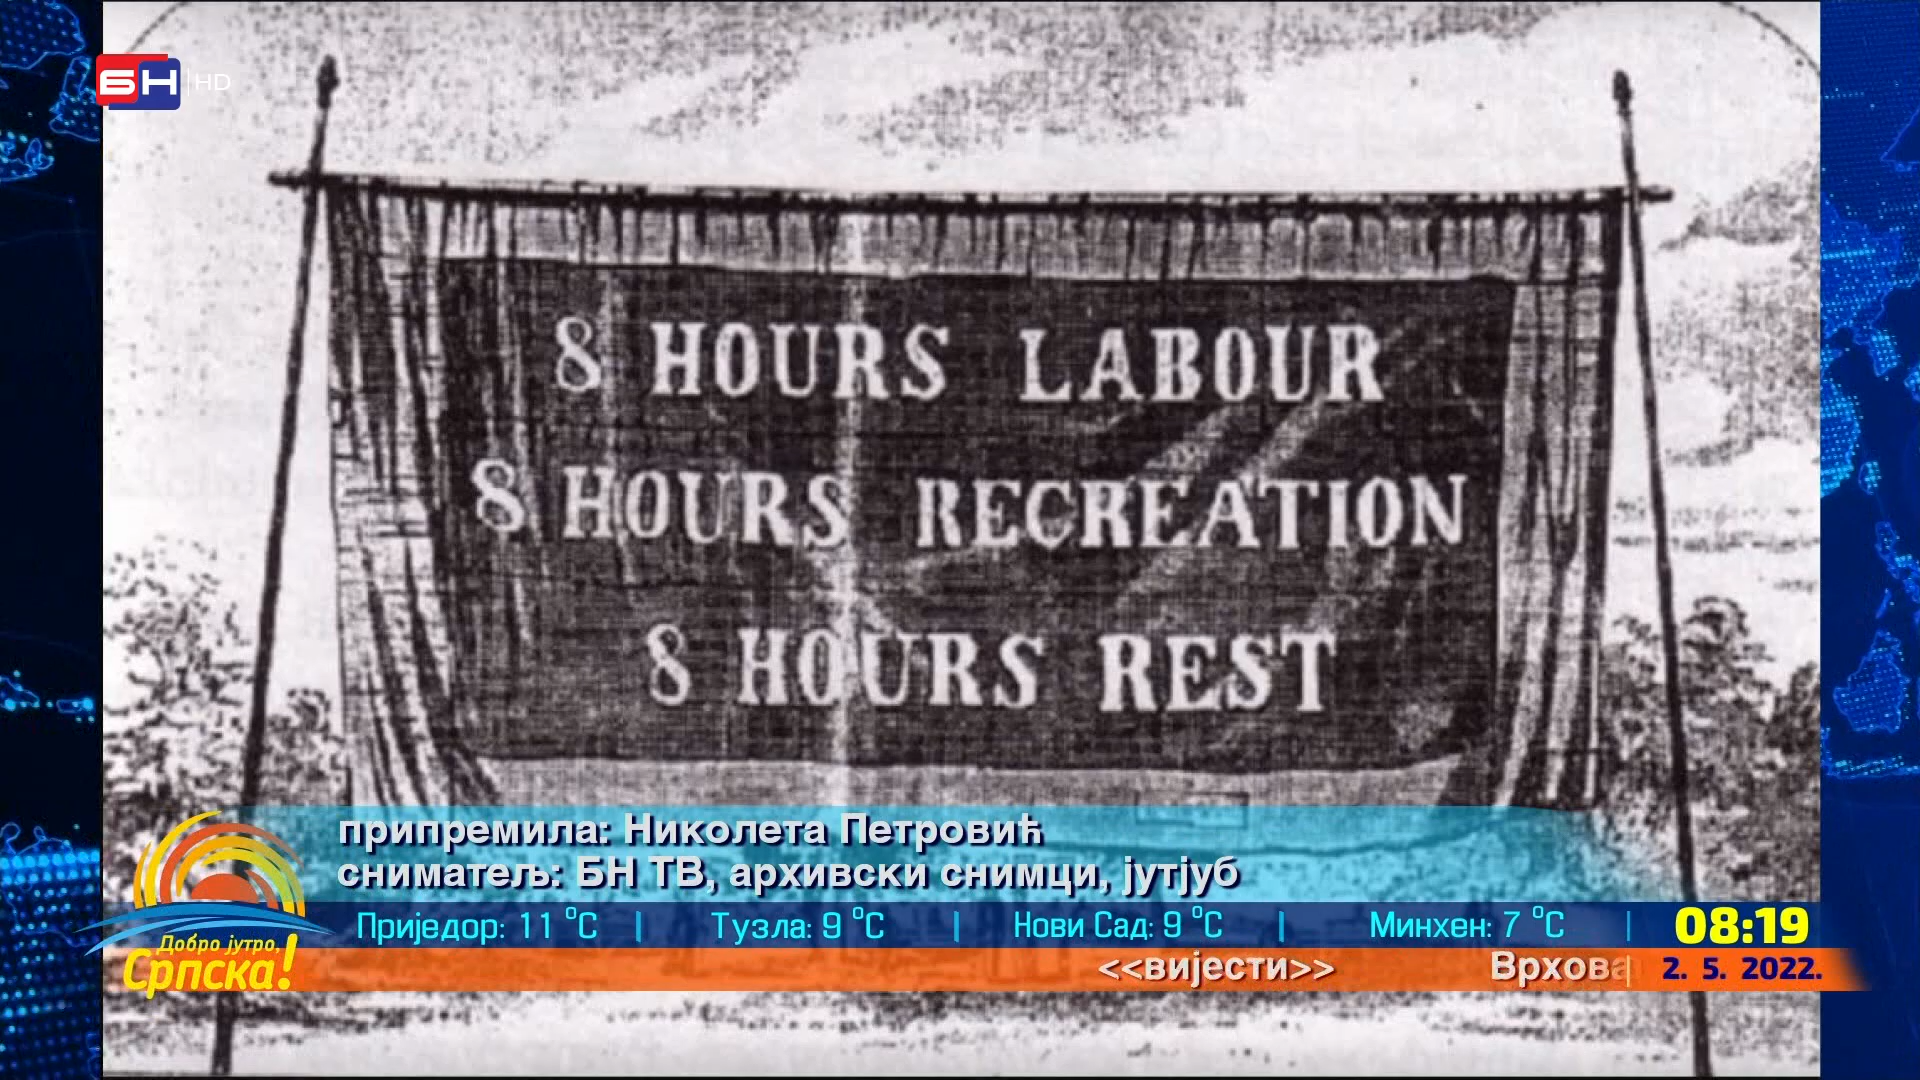 БН HD
8 HOURS LABOUR
8 HOURS RECREATION
8 HOURS REST
припремила: Николета Петровић
сниматељ: БН ТВ, архивски снимци, јутјуб
Приједор: 11 °C | Тузла: 9 °C | Нови Сад: 9 °C | Минхен: 7 °C |
08:19
Добро јутро,
Српска!
<<вијести>>
2. 5. 2022.